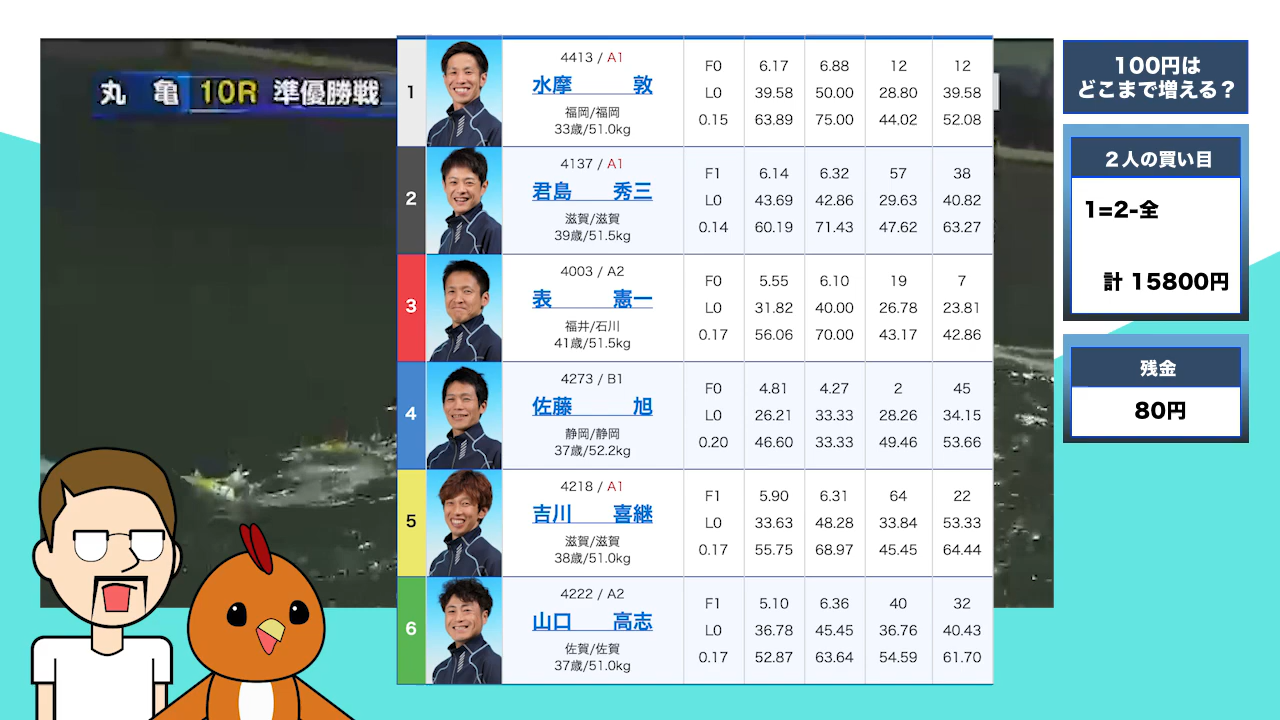 丸亀 10R 準優勝戦
100円は
どこまで増える？
2人の買い目
1=2-全
計 15800円
残金
80円
1
4413 / A1
水摩 敦
福岡/福岡
33歳/51.0kg
F0 6.17 6.88 12 12
L0 39.58 50.00 28.80 39.58
0.15 63.89 75.00 44.02 52.08
2
4137 / A1
君島 秀三
滋賀/滋賀
39歳/51.5kg
F1 6.14 6.32 57 38
L0 43.69 42.86 29.63 40.82
0.14 60.19 71.43 47.62 63.27
3
4003 / A2
表 憲一
福井/石川
41歳/51.5kg
F0 5.55 6.10 19 7
L0 31.82 40.00 26.78 23.81
0.17 56.06 70.00 43.17 42.86
4
4273 / B1
佐藤 旭
静岡/静岡
37歳/52.2kg
F0 4.81 4.27 2 45
L0 26.21 33.33 22.26 34.15
0.20 46.60 33.33 49.46 53.66
5
4218 / A1
吉川 喜継
滋賀/滋賀
38歳/51.0kg
F1 5.90 6.31 64 22
L0 33.63 48.28 33.84 53.33
0.17 55.75 68.97 45.45 64.44
6
4222 / A2
山口 高志
佐賀/佐賀
37歳/51.0kg
F1 5.10 6.36 40 32
L0 36.78 45.45 36.76 40.43
0.17 52.87 63.64 54.59 61.70